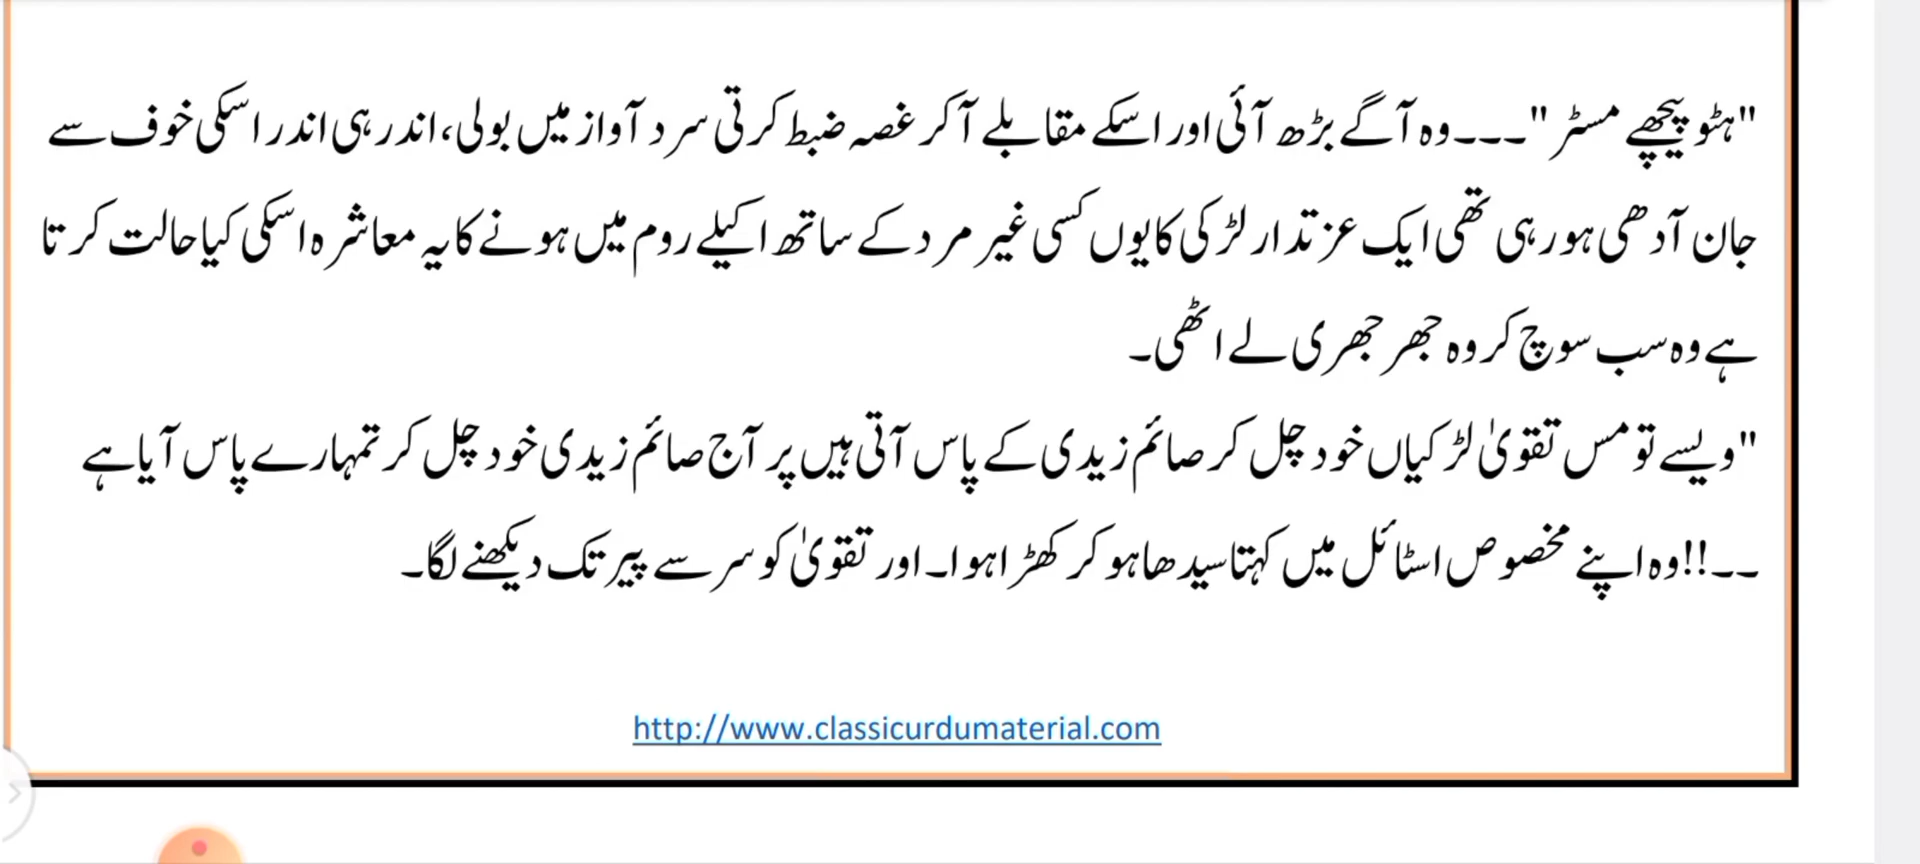 "ہٹو پیچھے مسٹر "۔۔۔۔وہ آگے بڑھ آئی اور اسکے مقابلے آکر غصہ ضبط کرتی سرد آواز میں بولی،اندر ہی اندر اسکی خوف سے
جان آدھی ہورہی تھی ایک عزتدار لڑکی کا یوں کسی غیر مرد کے ساتھ اکیلے روم میں ہونے کا یہ معاشرہ اسکی کیا حالت کرتا
ہے وہ سب سوچ کر وہ جھرجھری لے اٹھی۔
"ویسے تو مس تقویٰ لڑکیاں خود چل کر صائم زیدی کے پاس آتی ہیں پر آج صائم زیدی خود چل کر تمہارے پاس آیا ہے
۔۔!!وہ اپنے مخصوص اسٹائل میں کہتا سیدھا ہو کر کھڑا ہوا۔اور تقویٰ کو سر سے پیر تک دیکھنے لگا۔
http://www.classicurdumaterial.com